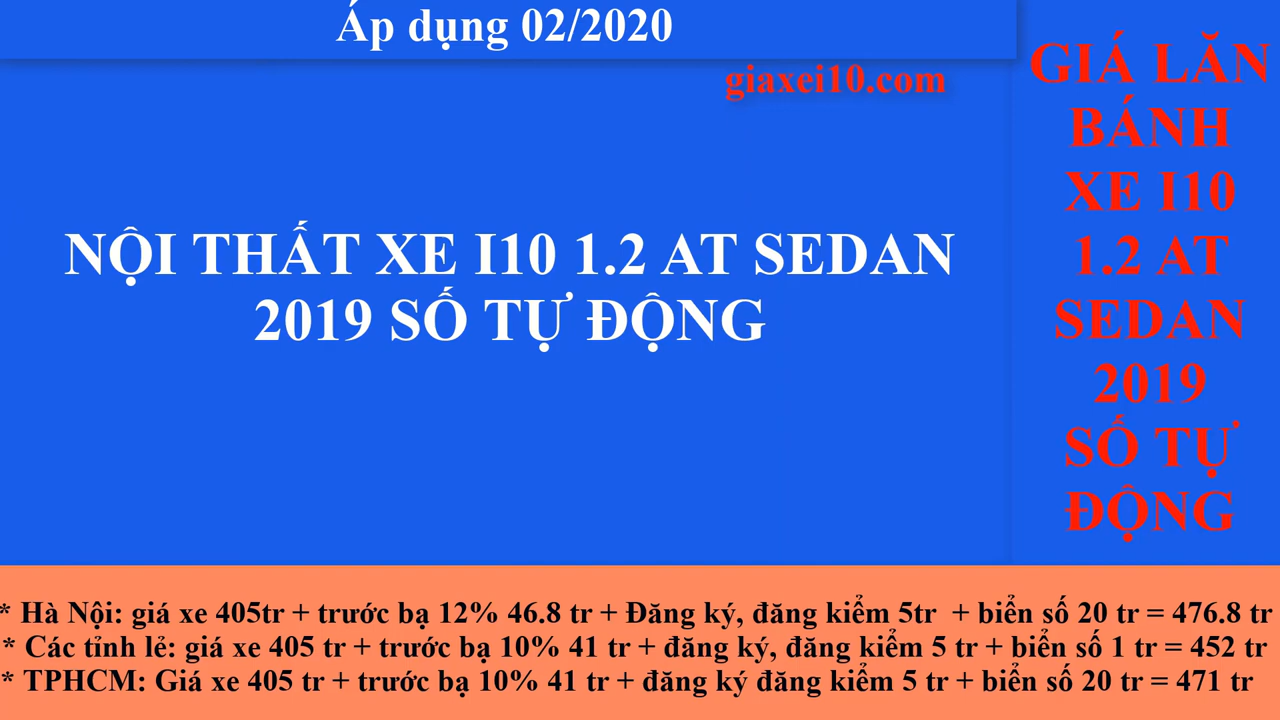 Áp dụng 02/2020
giaxei10.com
NỘI THẤT XE I10 1.2 AT SEDAN
2019 SỐ TỰ ĐỘNG
GIÁ LĂN
BÁNH
XE I10
1.2 AT
SEDAN
2019
SỐ TỰ
ĐỘNG
* Hà Nội: giá xe 405tr + trước bạ 12% 46.8 tr + Đăng ký, đăng kiểm 5tr + biển số 20 tr = 476.8 tr
* Các tỉnh lẻ: giá xe 405 tr + trước bạ 10% 41 tr + đăng ký, đăng kiểm 5 tr + biển số 1 tr = 452 tr
* TPHCM: Giá xe 405 tr + trước bạ 10% 41 tr + đăng ký đăng kiểm 5 tr + biển số 20 tr = 471 tr